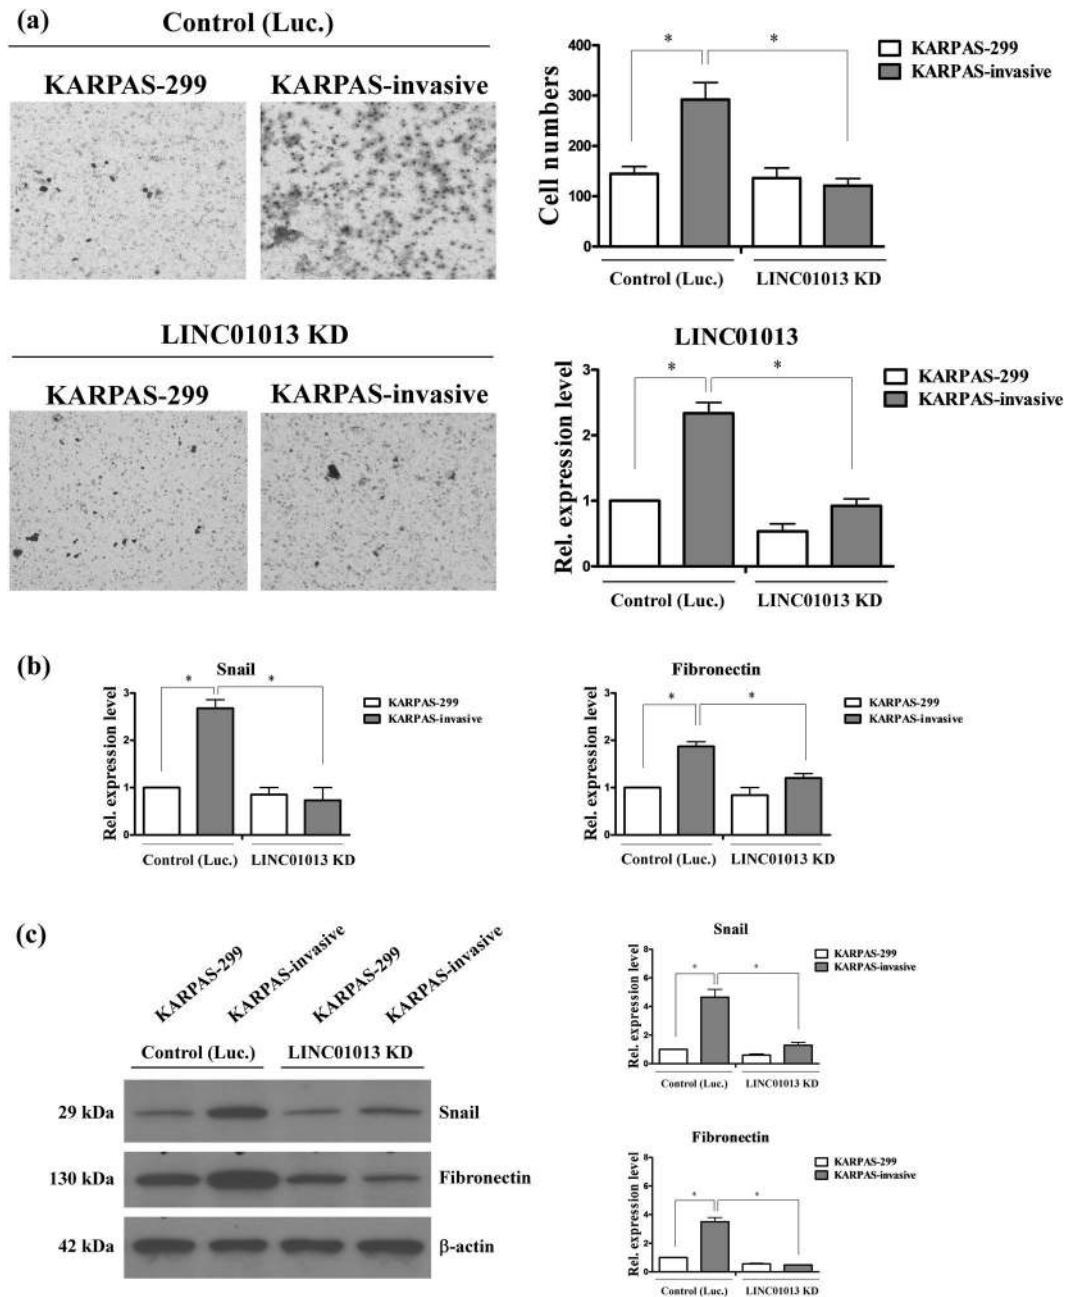 (a)
Control (Luc.)
KARPAS-299 KARPAS-invasive
LINC01013 KD
KARPAS-299 KARPAS-invasive
Cell numbers
400
300
200
100
0
* *
KARPAS-299
KARPAS-invasive
Control (Luc.) LINC01013 KD
LINC01013
Rel. expression level
3
2
1
0
* *
KARPAS-299
KARPAS-invasive
Control (Luc.) LINC01013 KD
(b)
Snail
Rel. expression level
3
2
1
0
* *
KARPAS-299
KARPAS-invasive
Control (Luc.) LINC01013 KD
Fibronectin
Rel. expression level
3
2
1
0
* *
KARPAS-299
KARPAS-invasive
Control (Luc.) LINC01013 KD
(c)
KARPAS-299 KARPAS-invasive KARPAS-299 KARPAS-invasive
Control (Luc.) LINC01013 KD
29 kDa Snail
130 kDa Fibronectin
42 kDa β-actin
Snail
Rel. expression level
8
6
4
2
0
* *
KARPAS-299
KARPAS-invasive
Control (Luc.) LINC01013 KD
Fibronectin
Rel. expression level
8
6
4
2
0
* *
KARPAS-299
KARPAS-invasive
Control (Luc.) LINC01013 KD